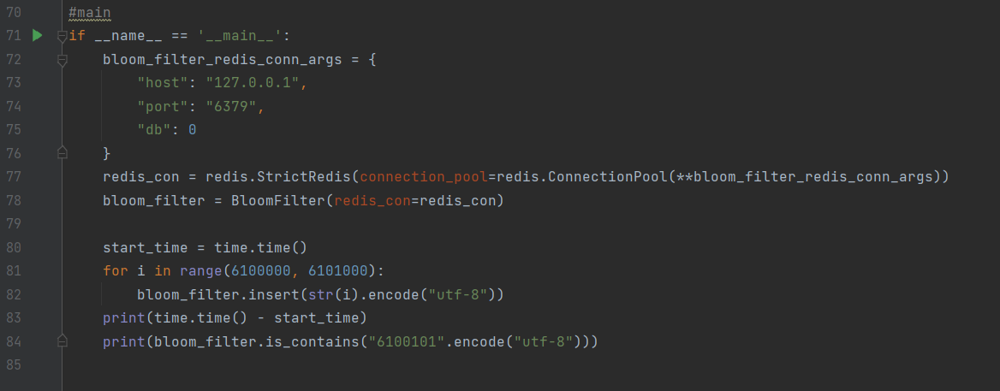 70 #main
71 if __name__ == '__main__':
72     bloom_filter_redis_conn_args = {
73         "host": "127.0.0.1",
74         "port": "6379",
75         "db": 0
76     }
77     redis_con = redis.StrictRedis(connection_pool=redis.ConnectionPool(**bloom_filter_redis_conn_args))
78     bloom_filter = BloomFilter(redis_con=redis_con)
79
80     start_time = time.time()
81     for i in range(6100000, 6101000):
82         bloom_filter.insert(str(i).encode("utf-8"))
83     print(time.time() - start_time)
84     print(bloom_filter.is_contains("6100101".encode("utf-8")))
85